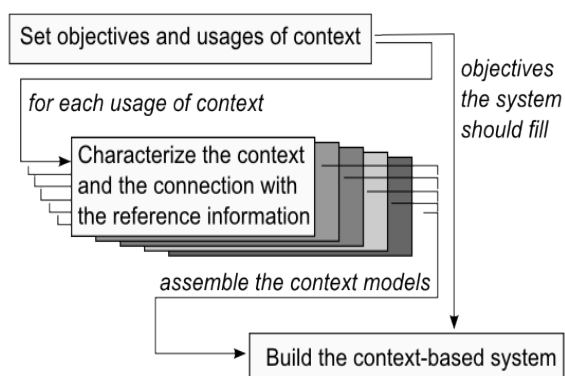 Set objectives and usages of context
objectives
the system
should fill
for each usage of context
Characterize the context
and the connection with
the reference information
assemble the context models
Build the context-based system